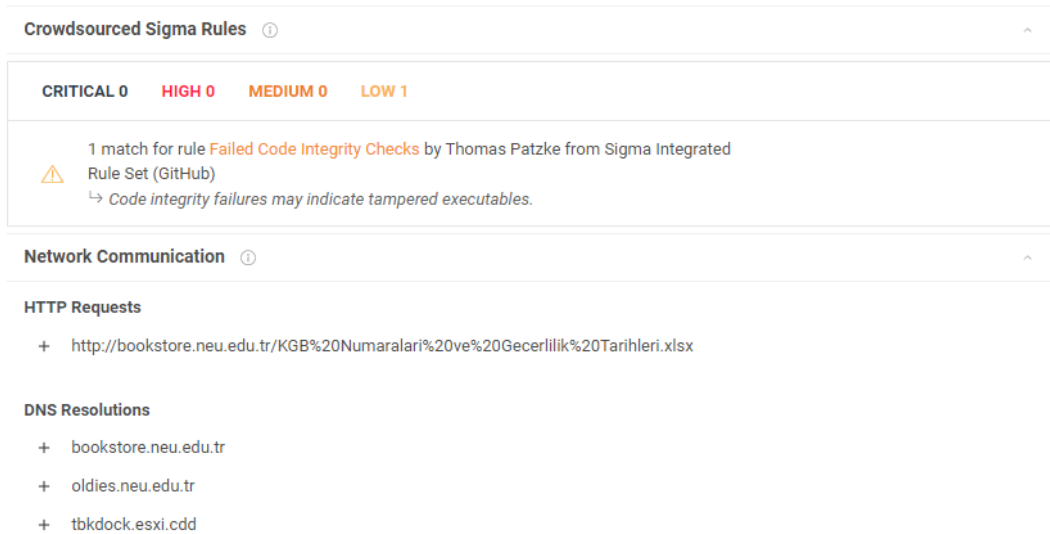 Crowdsourced Sigma Rules
CRITICAL 0 HIGH 0 MEDIUM 0 LOW 1
1 match for rule Failed Code Integrity Checks by Thomas Patzke from Sigma Integrated
Rule Set (GitHub)
↳ Code integrity failures may indicate tampered executables.
Network Communication
HTTP Requests
+ http://bookstore.neu.edu.tr/KGB%20Numaralari%20ve%20Gecerlilik%20Tarihleri.xlsx
DNS Resolutions
+ bookstore.neu.edu.tr
+ oldies.neu.edu.tr
+ tbkdock.esxi.cdd